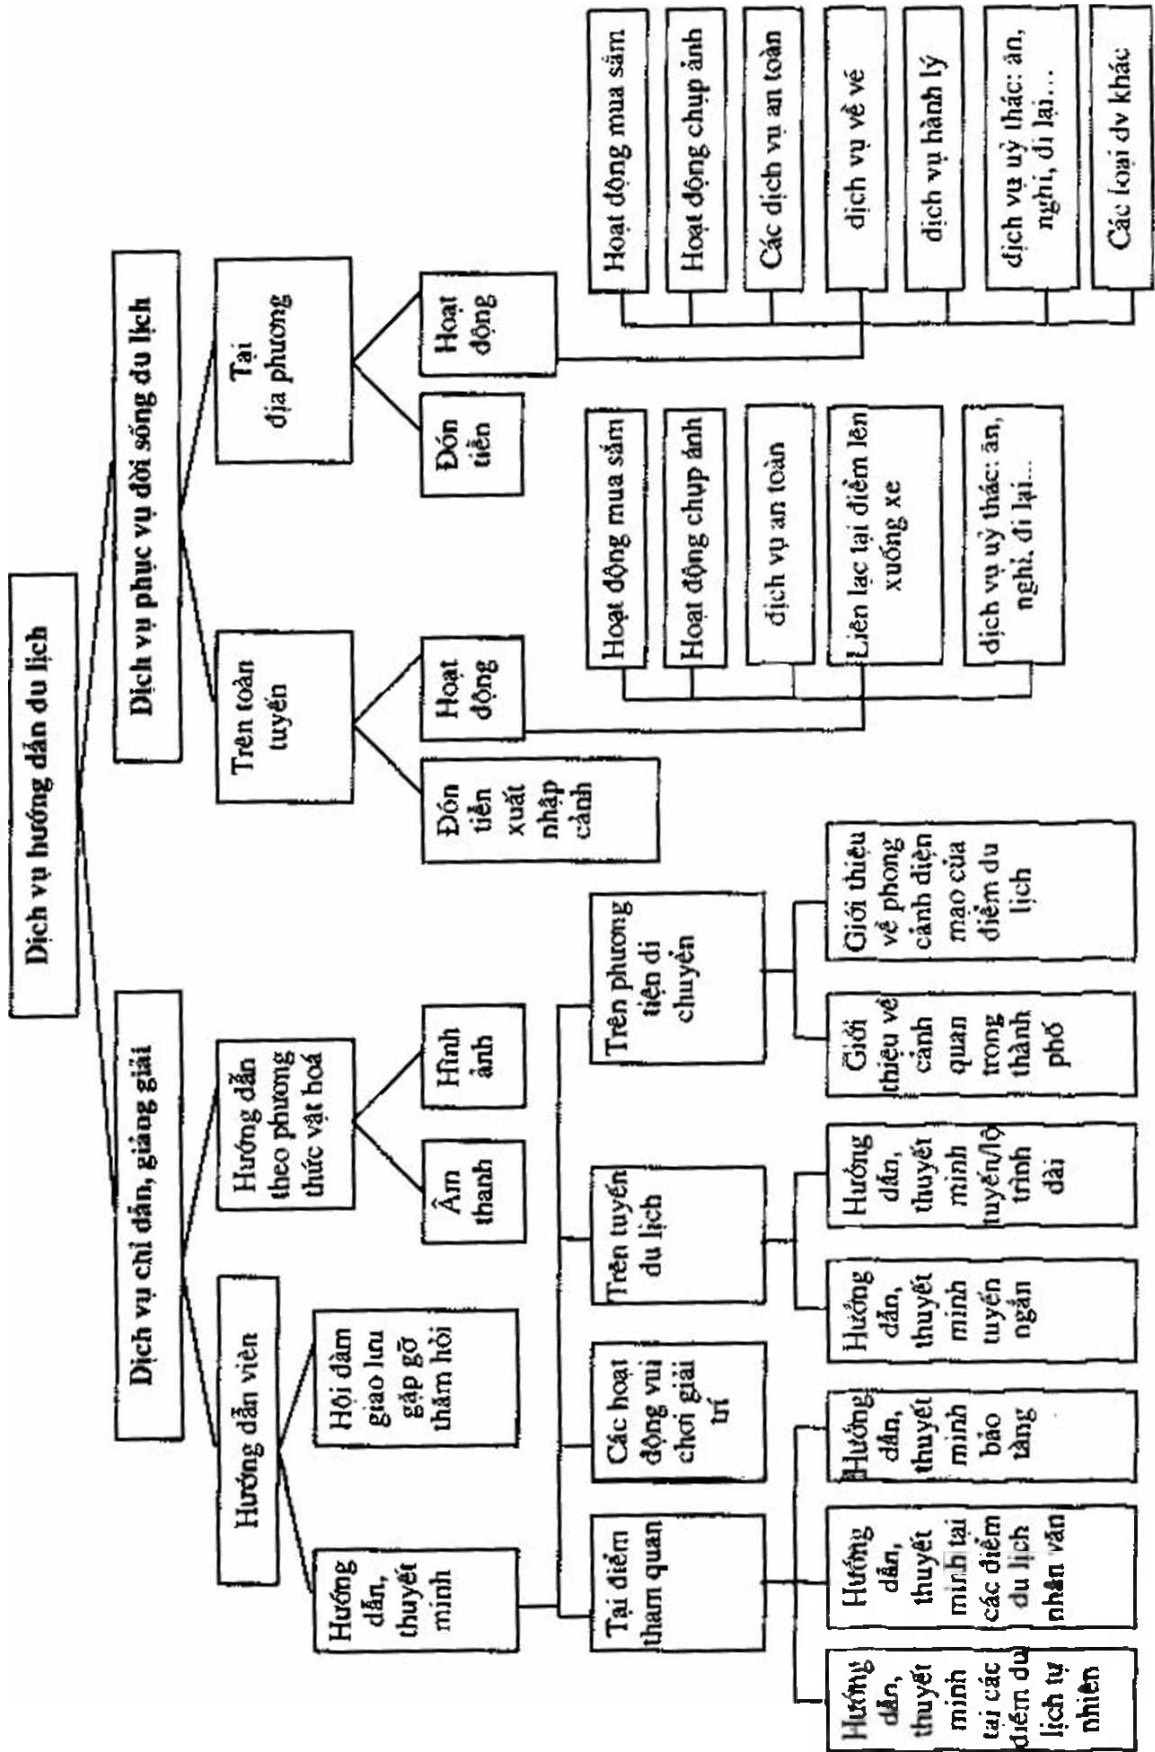 Dịch vụ hướng dẫn du lịch
Dịch vụ chỉ dẫn, giảng giải
Dịch vụ phục vụ đời sống du lịch
Hướng dẫn viên
Hướng dẫn
theo phương
thức vật hoá
Trên toàn
tuyến
Tại
địa phương
Hướng
dẫn,
thuyết
minh
Hội đàm
giao lưu
gặp gỡ
thăm hỏi
Âm
thanh
Hình
ảnh
Đón
tiễn
xuất
nhập
cảnh
Hoạt
động
Đón
tiễn
Hoạt
động
Tại điểm
tham quan
Các hoạt
động vui
chơi giải
trí
Trên tuyến
du lịch
Trên phương
tiện di
chuyển
Hướng
dẫn,
thuyết
minh
tại các
điểm du
lịch tự
nhiên
Hướng
dẫn,
thuyết
minh tại
các điểm
du lịch
nhân văn
Hướng
dẫn,
thuyết
minh
bảo
tàng
Hướng
dẫn,
thuyết
minh
tuyến
ngắn
Hướng
dẫn,
thuyết
minh
tuyến/lộ
trình
dài
Giới
thiệu về
cảnh
quan
trong
thành
phố
Giới thiệu
về phong
cảnh diện
mạo của
điểm du
lịch
Hoạt động mua sắm
Hoạt động chụp ảnh
dịch vụ an toàn
Liên lạc tại điểm lên
xuống xe
dịch vụ uỷ thác: ăn,
nghỉ, đi lại...
Hoạt động mua sắm
Hoạt động chụp ảnh
Các dịch vụ an toàn
dịch vụ về vé
dịch vụ hành lý
dịch vụ uỷ thác: ăn,
nghỉ, đi lại...
Các loại dv khác